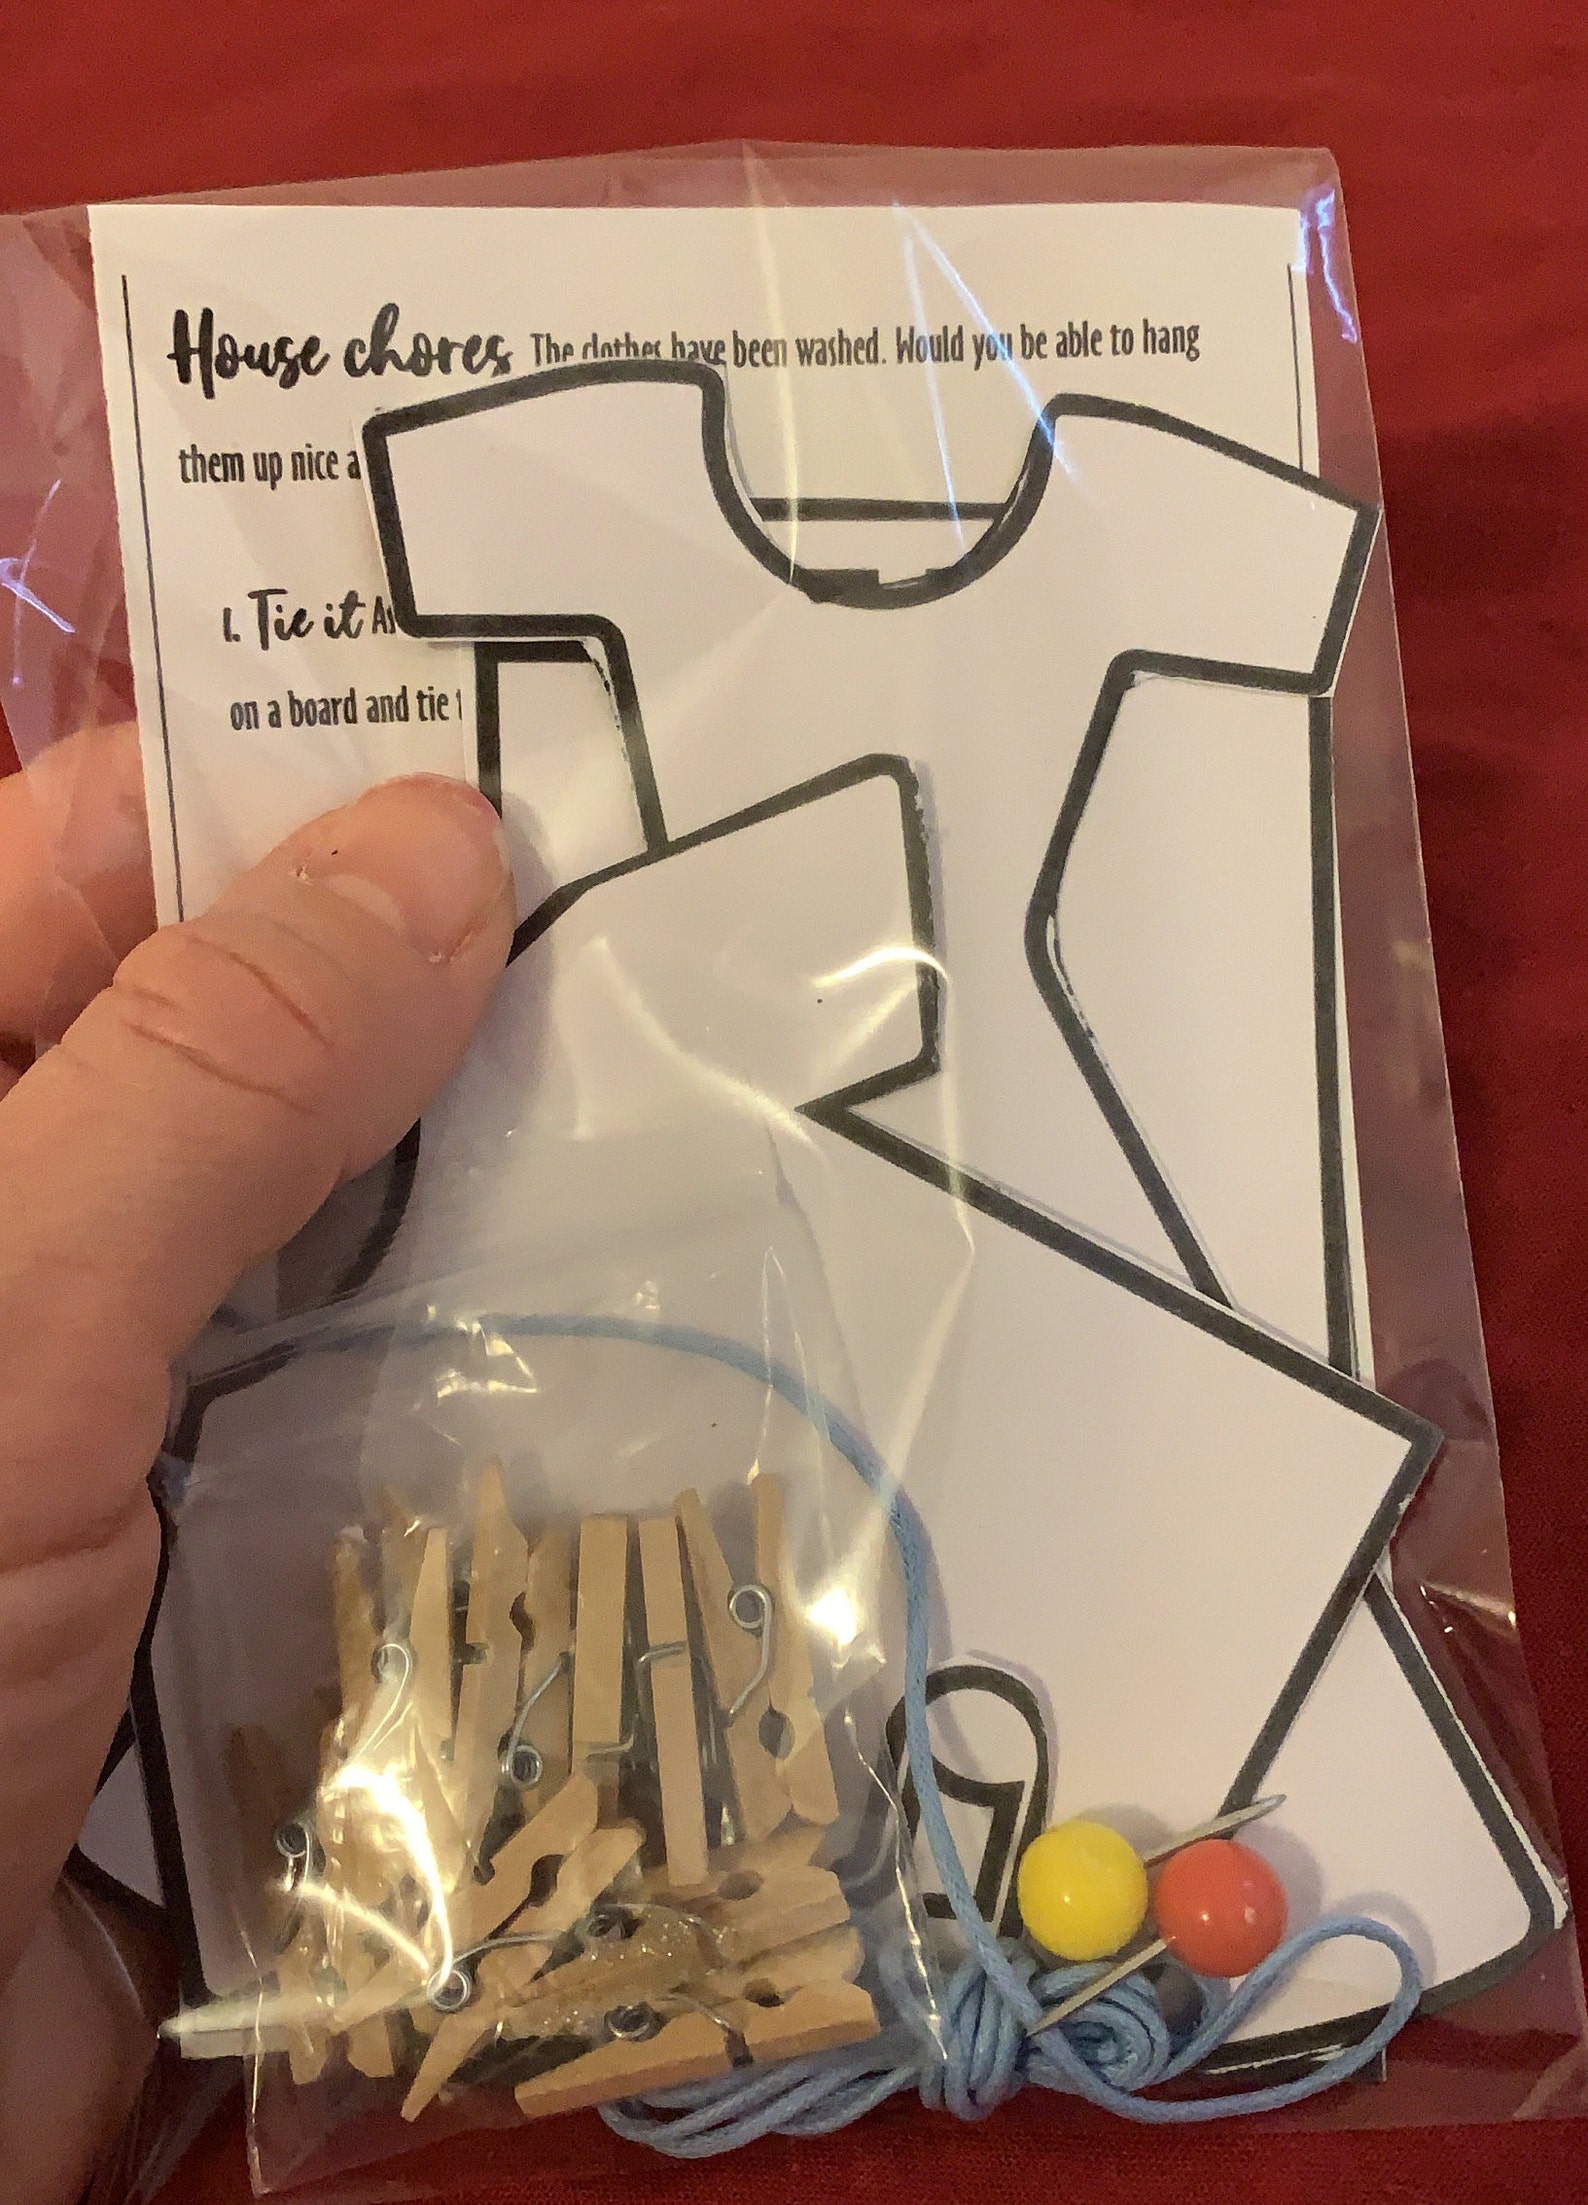 House chores The clothes have been washed. Would you be able to hang
them up nice a
1. Tie it
on a board and tie